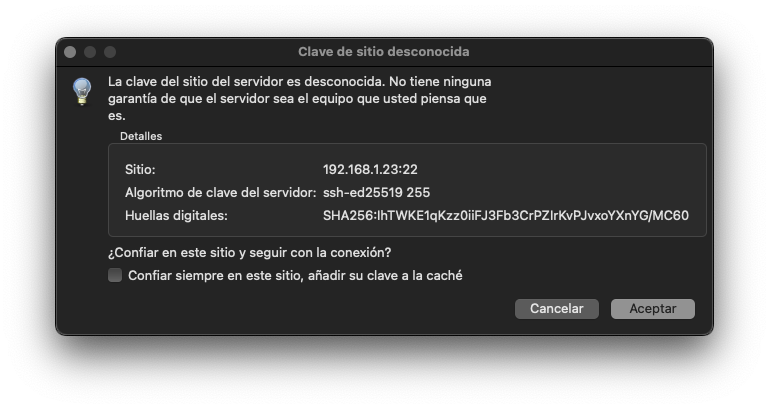 Clave de sitio desconocida
La clave del sitio del servidor es desconocida. No tiene ninguna
garantía de que el servidor sea el equipo que usted piensa que
es.
Detalles
Sitio: 192.168.1.23:22
Algoritmo de clave del servidor: ssh-ed25519 255
Huellas digitales: SHA256:lhTWKE1qKzz0iiFJ3Fb3CrPZIrKvPJvxoYXnYG/MC60
¿Confiar en este sitio y seguir con la conexión?
Confiar siempre en este sitio, añadir su clave a la caché
Cancelar Aceptar